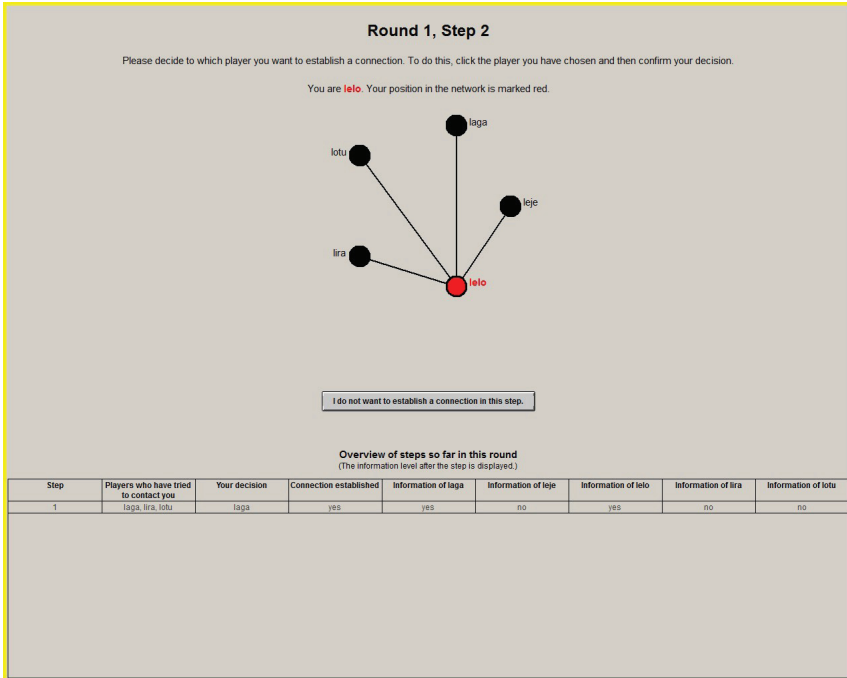 Round 1, Step 2
Please decide to which player you want to establish a connection. To do this, click the player you have chosen and then confirm your decision.
You are lelo. Your position in the network is marked red.
laga
lotu
leje
lira
lelo
I do not want to establish a connection in this step.
Overview of steps so far in this round
(The information level after the step is displayed.)
Step | Players who have tried to contact you | Your decision | Connection established | Information of laga | Information of leje | Information of lelo | Information of lira | Information of lotu
1 | laga, lira, lotu | laga | yes | yes | no | yes | no | no